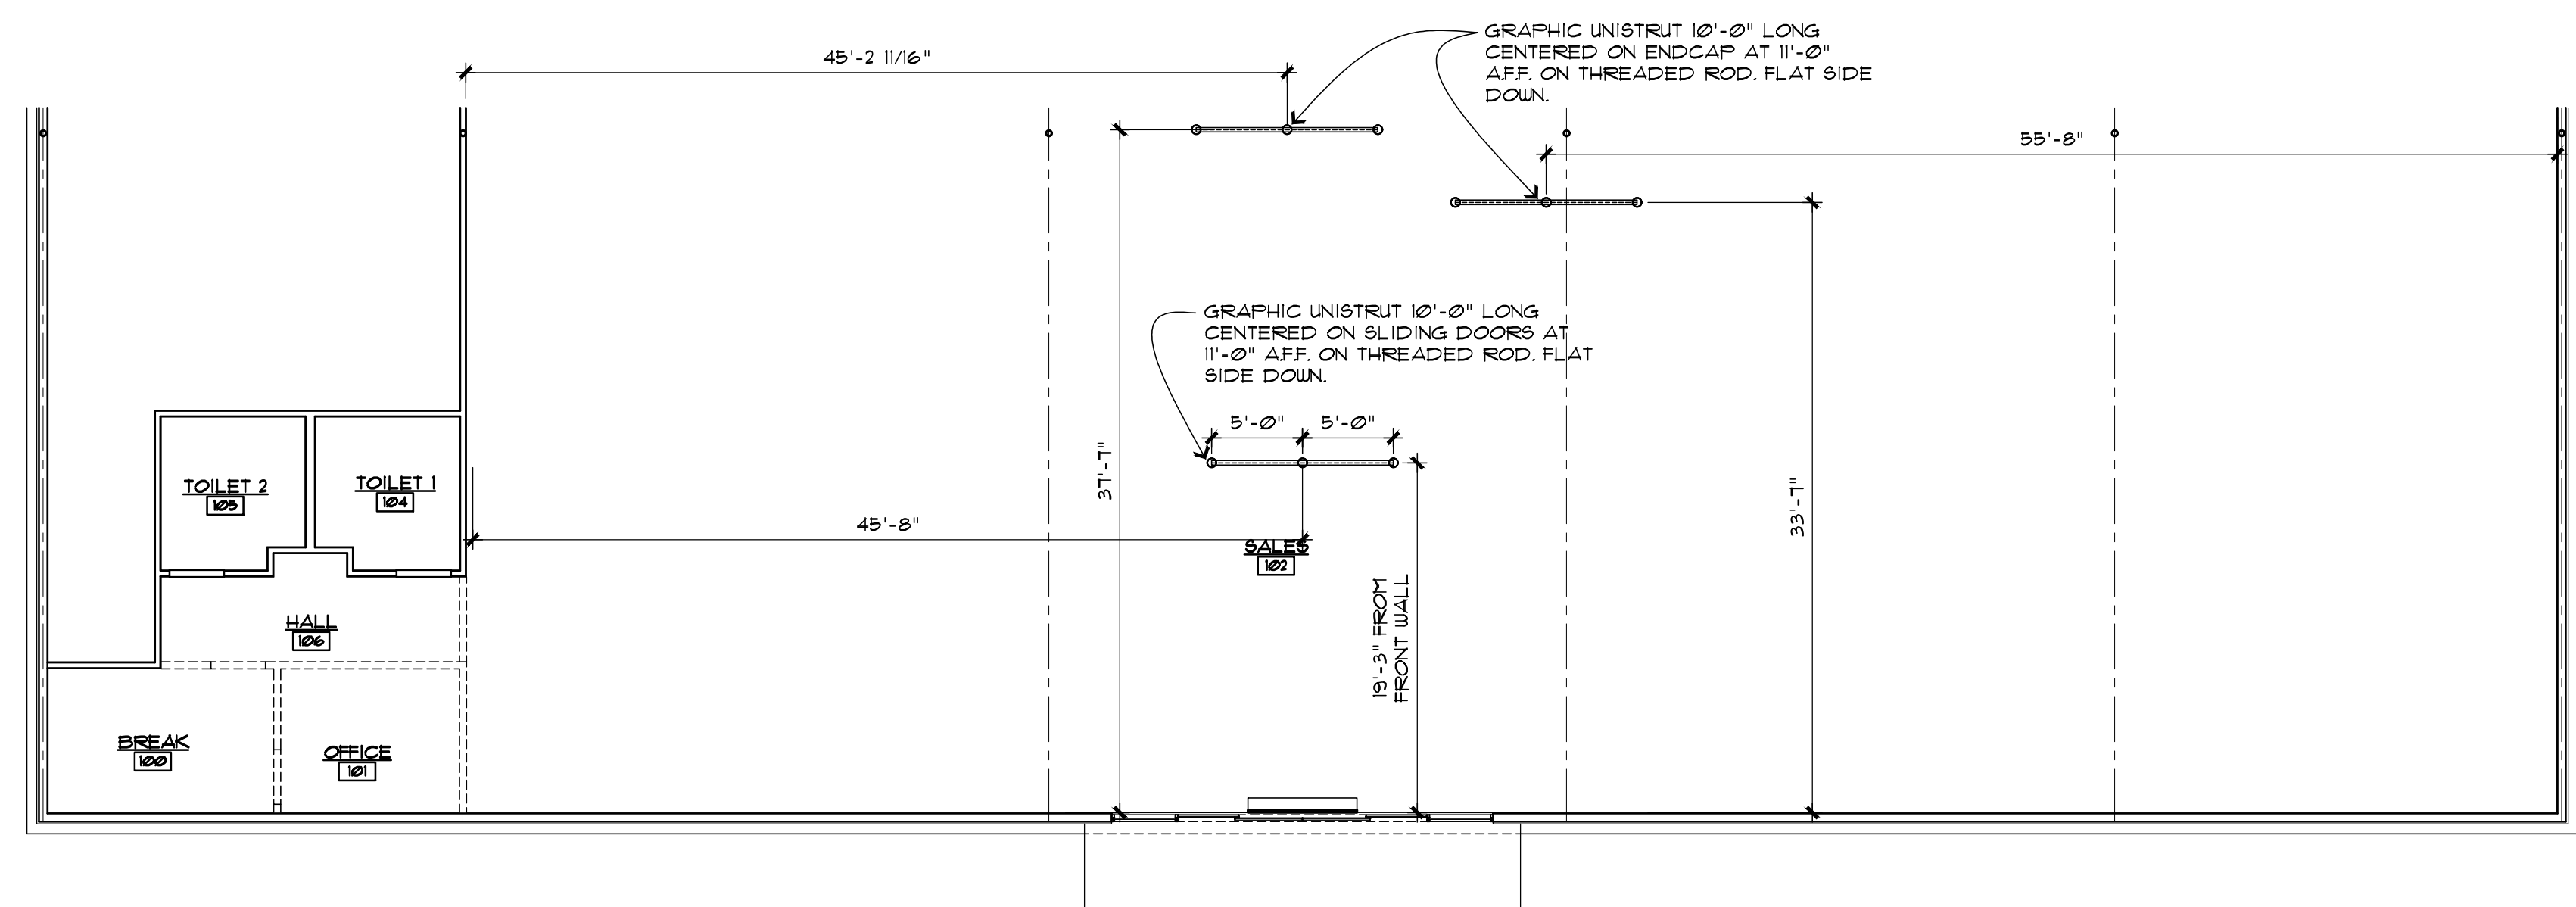 45'-2 11/16"
GRAPHIC UNISTRUT 10'-0" LONG
CENTERED ON ENDCAP AT 11'-0"
A.F.F. ON THREADED ROD. FLAT SIDE
DOWN.
55'-8"
GRAPHIC UNISTRUT 10'-0" LONG
CENTERED ON SLIDING DOORS AT
11'-0" A.F.F. ON THREADED ROD. FLAT
SIDE DOWN.
5'-0"
5'-0"
37'-7"
33'-7"
TOILET 2
105
TOILET 1
104
45'-8"
SALES
102
19'-3" FROM
FRONT WALL
HALL
106
BREAK
100
OFFICE
101